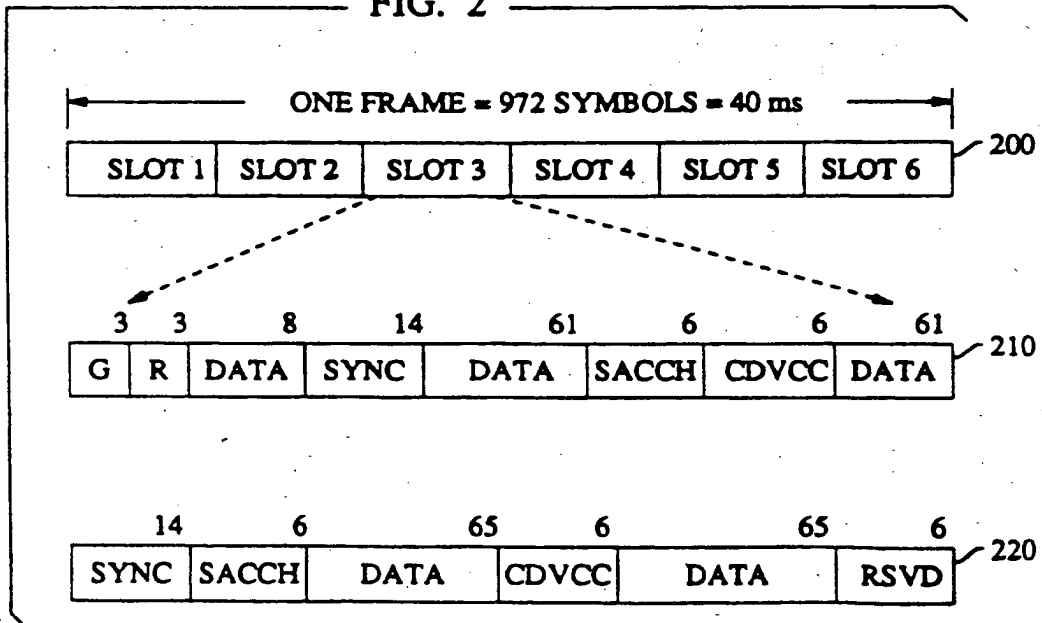 FIG. 2
ONE FRAME = 972 SYMBOLS = 40 ms
SLOT 1 SLOT 2 SLOT 3 SLOT 4 SLOT 5 SLOT 6 200
3 3 8 14 61 6 6 61
G R DATA SYNC DATA SACCH CDVCC DATA 210
14 6 65 6 65 6
SYNC SACCH DATA CDVCC DATA RSVD 220